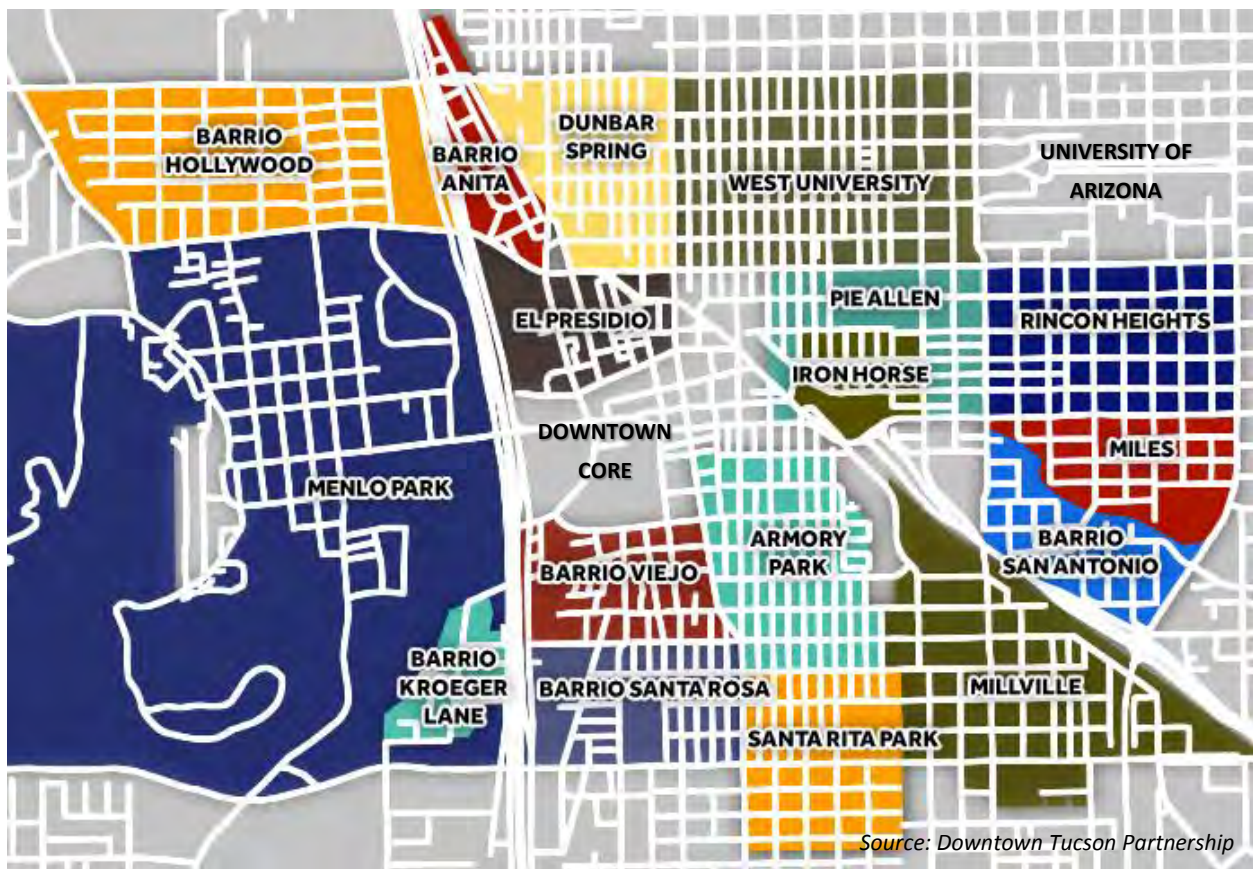 BARRIO
HOLLYWOOD
BARRIO
ANITA
DUNBAR
SPRING
WEST UNIVERSITY
UNIVERSITY OF
ARIZONA
EL PRESIDIO
PIE ALLEN
RINCON HEIGHTS
IRON HORSE
DOWNTOWN
CORE
MILES
MENLO PARK
ARMORY
PARK
BARRIO
SAN ANTONIO
BARRIO VIEJO
BARRIO
KROEGER
LANE
BARRIO SANTA ROSA
MILLVILLE
SANTA RITA PARK
Source: Downtown Tucson Partnership